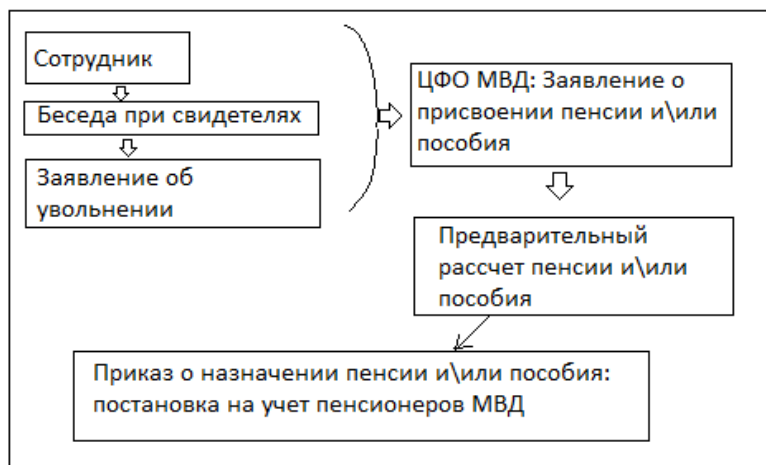 Сотрудник
Беседа при свидетелях
Заявление об
увольнении
ЦФО МВД: Заявление о
присвоении пенсии и\или
пособия
Предварительный
рассчет пенсии и\или
пособия
Приказ о назначении пенсии и\или пособия:
постановка на учет пенсионеров МВД